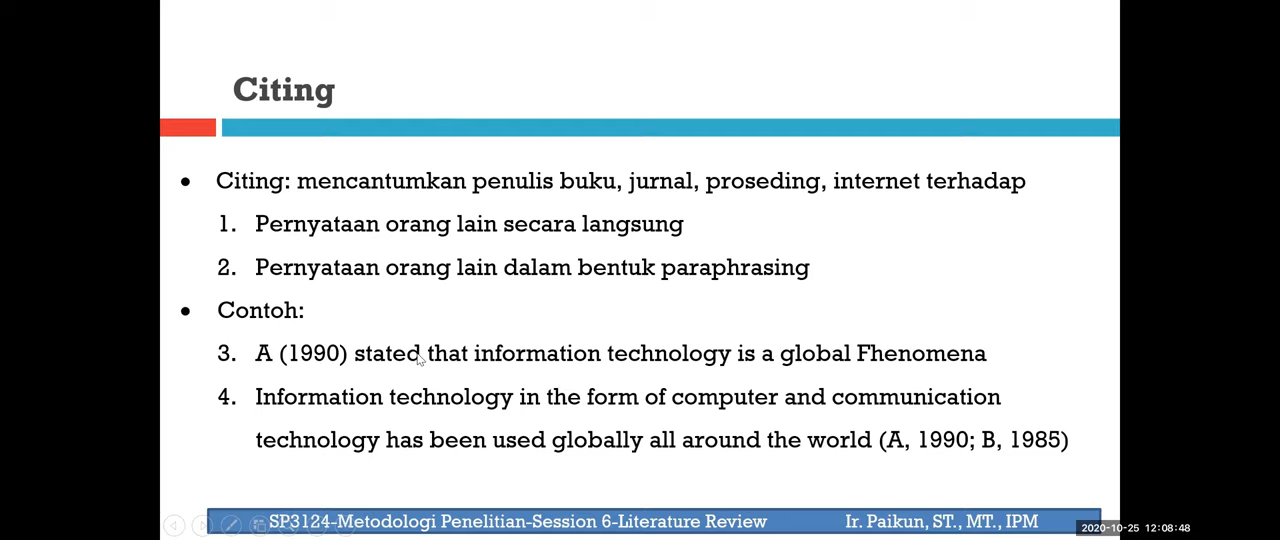 Citing
• Citing: mencantumkan penulis buku, jurnal, proseding, internet terhadap
1. Pernyataan orang lain secara langsung
2. Pernyataan orang lain dalam bentuk paraphrasing
• Contoh:
3. A (1990) stated that information technology is a global Fhenomena
4. Information technology in the form of computer and communication
technology has been used globally all around the world (A, 1990; B, 1985)
SP3124-Metodologi Penelitian-Session 6-Literature Review Ir. Paikun, ST., MT., IPM
2020-10-25 12:08:48